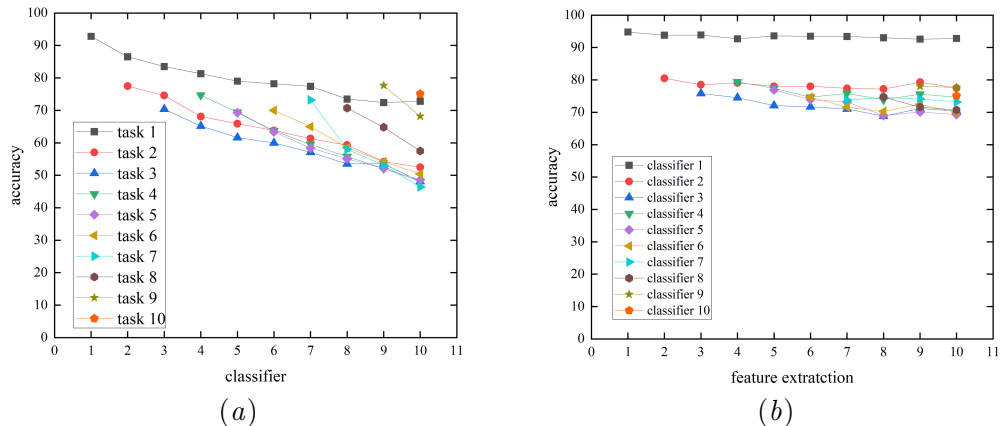 100
90
80
70
60
50
40
30
20
10
0
accuracy
task 1
task 2
task 3
task 4
task 5
task 6
task 7
task 8
task 9
task 10
0 1 2 3 4 5 6 7 8 9 10 11
classifier
(a)
100
90
80
70
60
50
40
30
20
10
0
accuracy
classifier 1
classifier 2
classifier 3
classifier 4
classifier 5
classifier 6
classifier 7
classifier 8
classifier 9
classifier 10
0 1 2 3 4 5 6 7 8 9 10 11
feature extratction
(b)